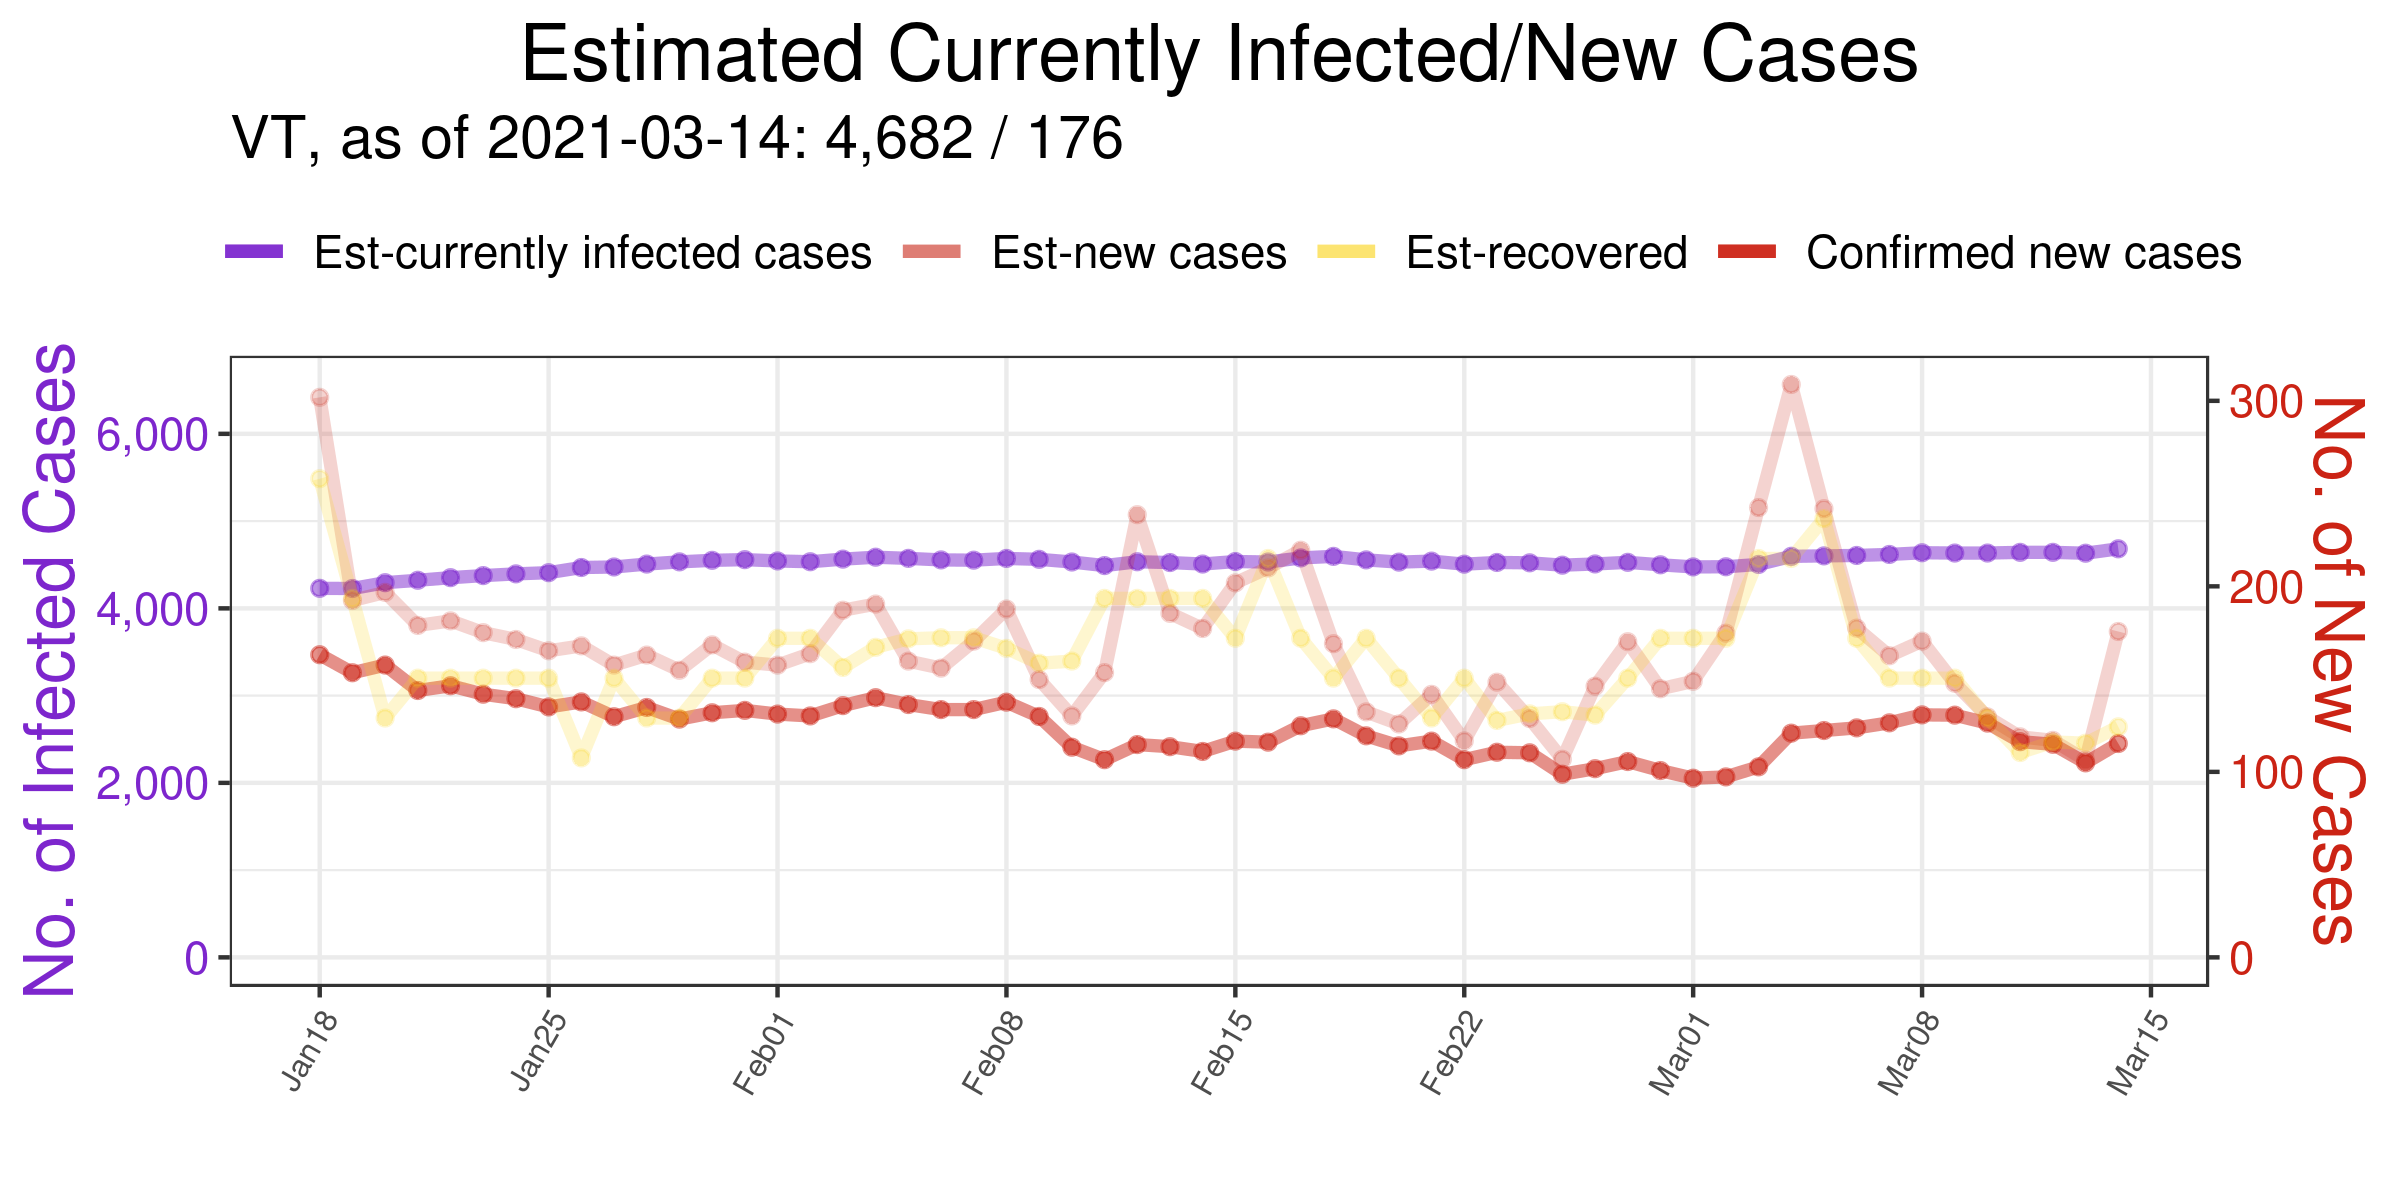 Estimated Currently Infected/New Cases
VT, as of 2021-03-14: 4,682 / 176
Est-currently infected cases
Est-new cases
Est-recovered
Confirmed new cases
No. of Infected Cases
6,000
4,000
2,000
0
300
200
100
0
No. of New Cases
Jan18
Jan25
Feb01
Feb08
Feb15
Feb22
Mar01
Mar08
Mar15